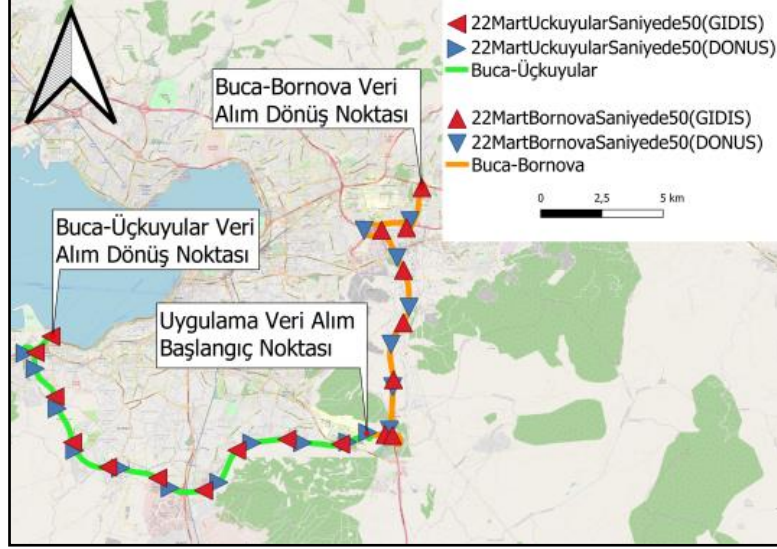 22MartUckuyularSaniyede50(GIDIS)
22MartUckuyularSaniyede50(DONUS)
Buca-Üçkuyular
22MartBornovaSaniyede50(GIDIS)
22MartBornovaSaniyede50(DONUS)
Buca-Bornova
0 2,5 5 km
Buca-Bornova Veri
Alım Dönüş Noktası
Buca-Üçkuyular Veri
Alım Dönüş Noktası
Uygulama Veri Alım
Başlangıç Noktası